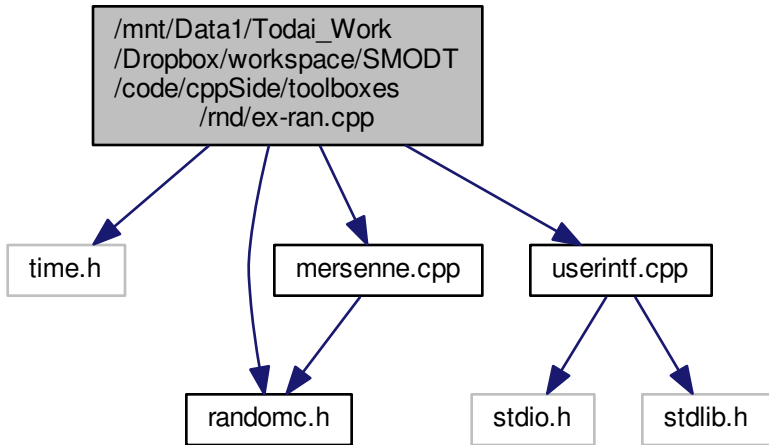 /mnt/Data1/Todai_Work
/Dropbox/workspace/SMODT
/code/cppSide/toolboxes
/rnd/ex-ran.cpp
time.h
mersenne.cpp
userintf.cpp
randomc.h
stdio.h
stdlib.h